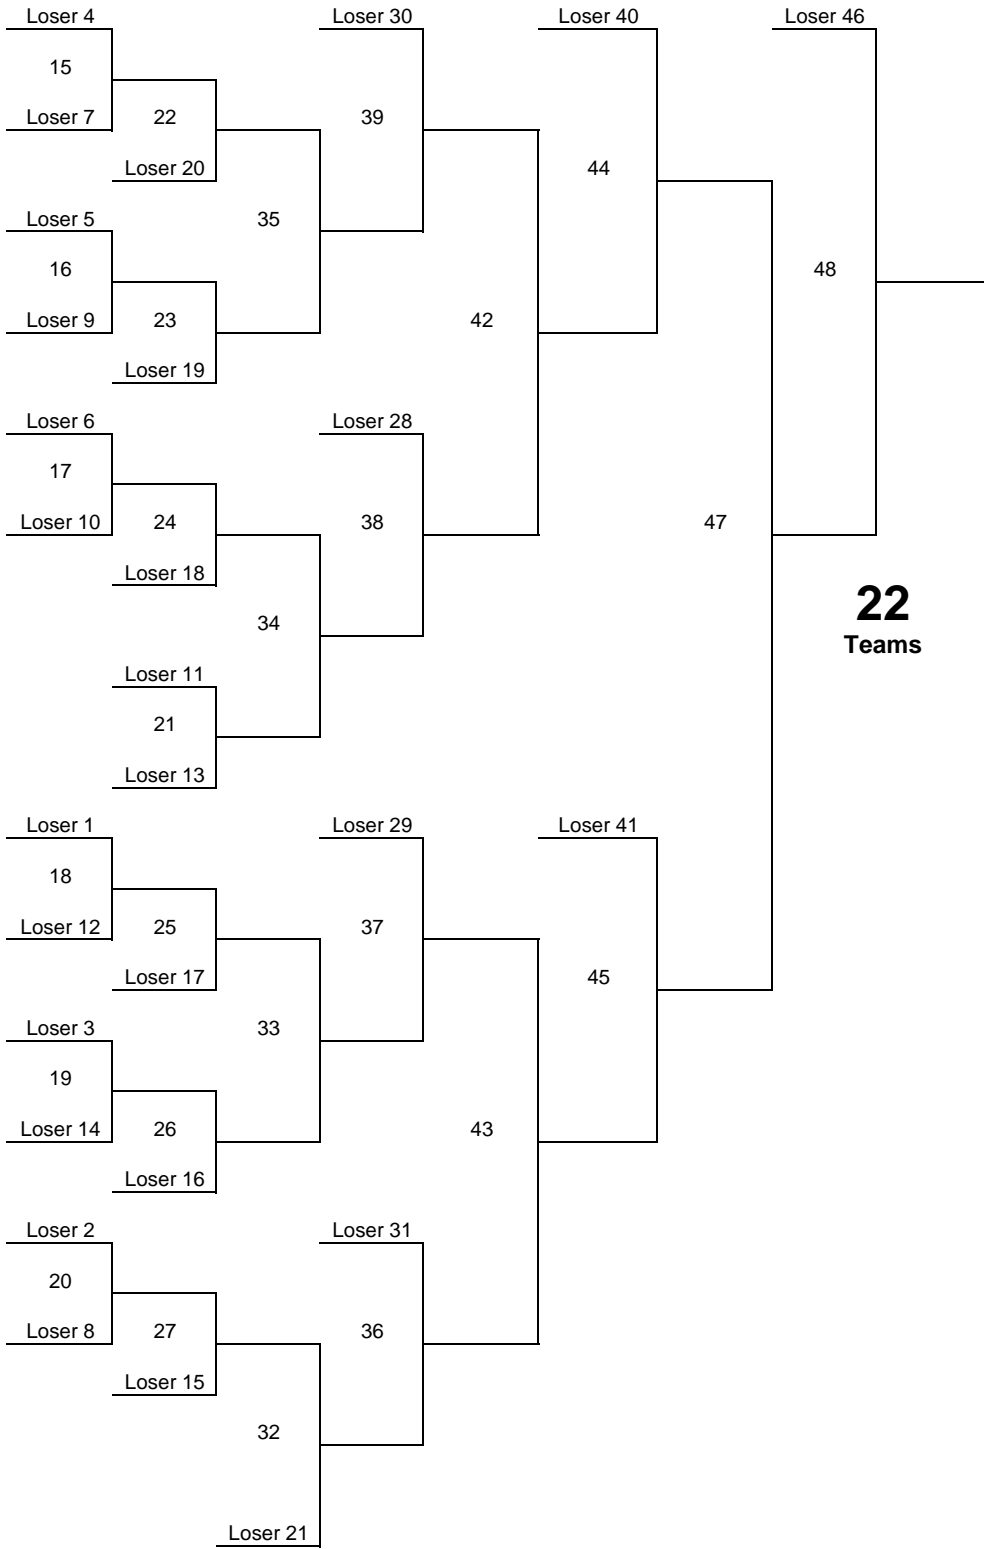 Loser 4 Loser 30 Loser 40 Loser 46
15
Loser 7 22 39
Loser 20 44
Loser 5 35
16 48
Loser 9 23 42
Loser 19
Loser 6 Loser 28
17
Loser 10 24 38 47
Loser 18
22
34
Teams
Loser 11
21
Loser 13
Loser 1 Loser 29 Loser 41
18
Loser 12 25 37
Loser 17 45
Loser 3 33
19
Loser 14 26 43
Loser 16
Loser 2 Loser 31
20
Loser 8 27 36
Loser 15
32
Loser 21